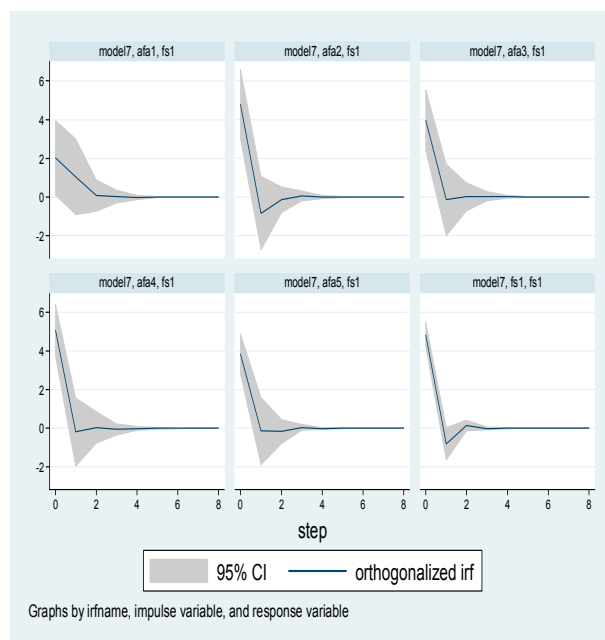 model7, afa1, fs1
model7, afa2, fs1
model7, afa3, fs1
6
4
2
0
-2
model7, afa4, fs1
model7, afa5, fs1
model7, fs1, fs1
6
4
2
0
-2
0 2 4 6 8
0 2 4 6 8
0 2 4 6 8
step
95% CI
orthogonalized irf
Graphs by irfname, impulse variable, and response variable